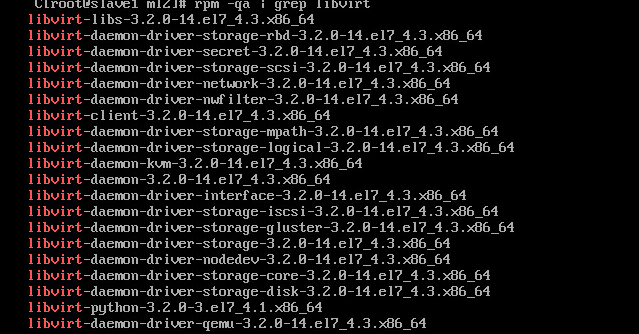 [root@slave1 ml2]# rpm -qa | grep libvirt
libvirt-libs-3.2.0-14.el7_4.3.x86_64
libvirt-daemon-driver-storage-rbd-3.2.0-14.el7_4.3.x86_64
libvirt-daemon-driver-secret-3.2.0-14.el7_4.3.x86_64
libvirt-daemon-driver-storage-scsi-3.2.0-14.el7_4.3.x86_64
libvirt-daemon-driver-network-3.2.0-14.el7_4.3.x86_64
libvirt-daemon-driver-nwfilter-3.2.0-14.el7_4.3.x86_64
libvirt-client-3.2.0-14.el7_4.3.x86_64
libvirt-daemon-driver-storage-mpath-3.2.0-14.el7_4.3.x86_64
libvirt-daemon-driver-storage-logical-3.2.0-14.el7_4.3.x86_64
libvirt-daemon-kvm-3.2.0-14.el7_4.3.x86_64
libvirt-daemon-3.2.0-14.el7_4.3.x86_64
libvirt-daemon-driver-interface-3.2.0-14.el7_4.3.x86_64
libvirt-daemon-driver-storage-iscsi-3.2.0-14.el7_4.3.x86_64
libvirt-daemon-driver-storage-gluster-3.2.0-14.el7_4.3.x86_64
libvirt-daemon-driver-storage-3.2.0-14.el7_4.3.x86_64
libvirt-daemon-driver-nodedev-3.2.0-14.el7_4.3.x86_64
libvirt-daemon-driver-storage-core-3.2.0-14.el7_4.3.x86_64
libvirt-daemon-driver-storage-disk-3.2.0-14.el7_4.3.x86_64
libvirt-python-3.2.0-3.el7_4.1.x86_64
libvirt-daemon-driver-qemu-3.2.0-14.el7_4.3.x86_64